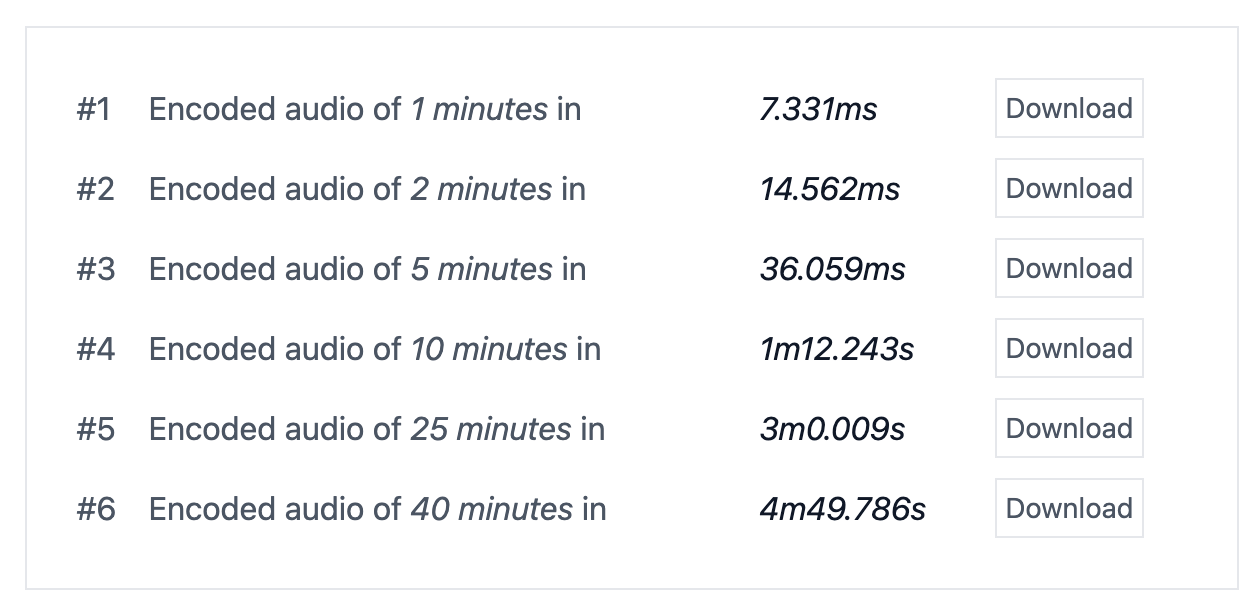 #1 Encoded audio of 1 minutes in 7.331ms Download
#2 Encoded audio of 2 minutes in 14.562ms Download
#3 Encoded audio of 5 minutes in 36.059ms Download
#4 Encoded audio of 10 minutes in 1m12.243s Download
#5 Encoded audio of 25 minutes in 3m0.009s Download
#6 Encoded audio of 40 minutes in 4m49.786s Download